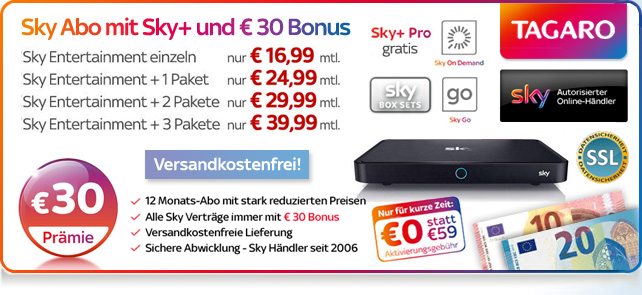 Sky Abo mit Sky+ und € 30 Bonus
Sky Entertainment einzeln nur € 16,99 mtl.
Sky Entertainment + 1 Paket nur € 24,99 mtl.
Sky Entertainment + 2 Pakete nur € 29,99 mtl.
Sky Entertainment + 3 Pakete nur € 39,99 mtl.
Sky+ Pro
gratis
Sky On Demand
sky
BOX SETS
go
Sky Go
TAGARO
sky Autorisierter
Online-Händler
Versandkostenfrei!
€30
Prämie
12 Monats-Abo mit stark reduzierten Preisen
Alle Sky Verträge immer mit € 30 Bonus
Versandkostenfreie Lieferung
Sichere Abwicklung - Sky Händler seit 2006
sky
Nur für kurze Zeit:
€0 statt
€59
Aktivierungsgebühr
DATENSICHERHEIT
SSL
DATENSICHERHEIT
10
20